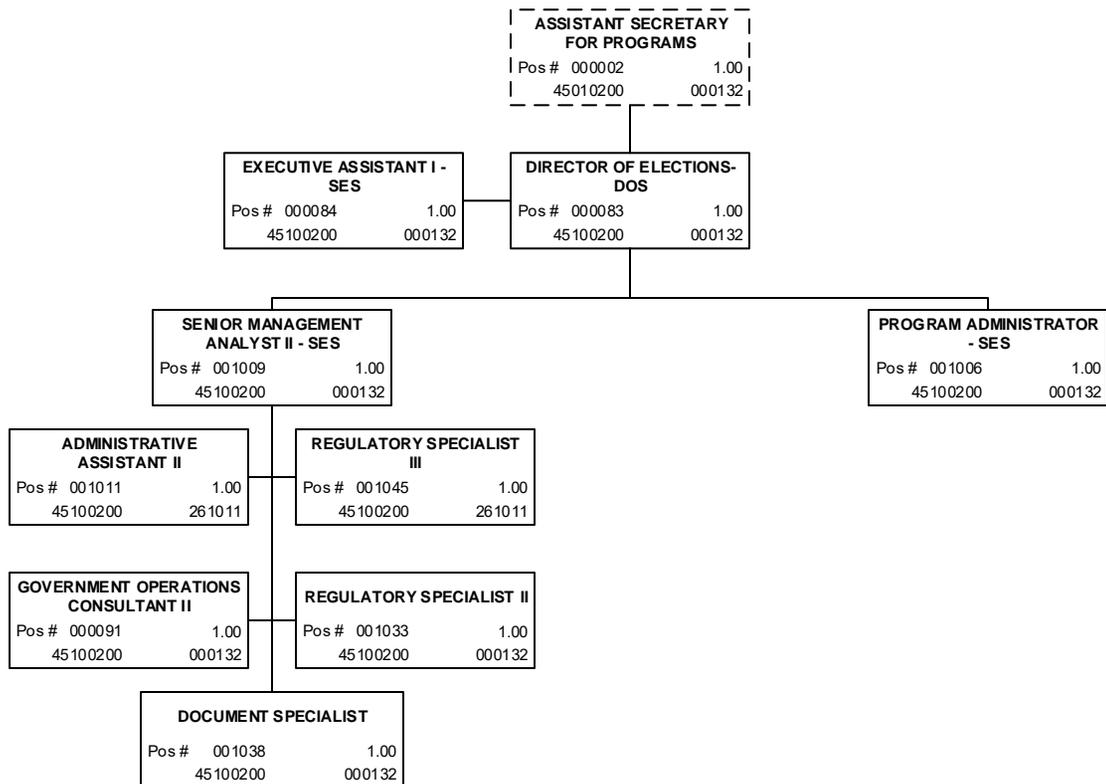 ASSISTANT SECRETARY
FOR PROGRAMS
Pos # 000002 1.00
45010200 000132
EXECUTIVE ASSISTANT I -
SES
Pos # 000084 1.00
45100200 000132
DIRECTOR OF ELECTIONS-
DOS
Pos # 000083 1.00
45100200 000132
SENIOR MANAGEMENT
ANALYST II - SES
Pos # 001009 1.00
45100200 000132
PROGRAM ADMINISTRATOR
- SES
Pos # 001006 1.00
45100200 000132
ADMINISTRATIVE
ASSISTANT II
Pos # 001011 1.00
45100200 261011
REGULATORY SPECIALIST
III
Pos # 001045 1.00
45100200 261011
GOVERNMENT OPERATIONS
CONSULTANT II
Pos # 000091 1.00
45100200 000132
REGULATORY SPECIALIST II
Pos # 001033 1.00
45100200 000132
DOCUMENT SPECIALIST
Pos # 001038 1.00
45100200 000132